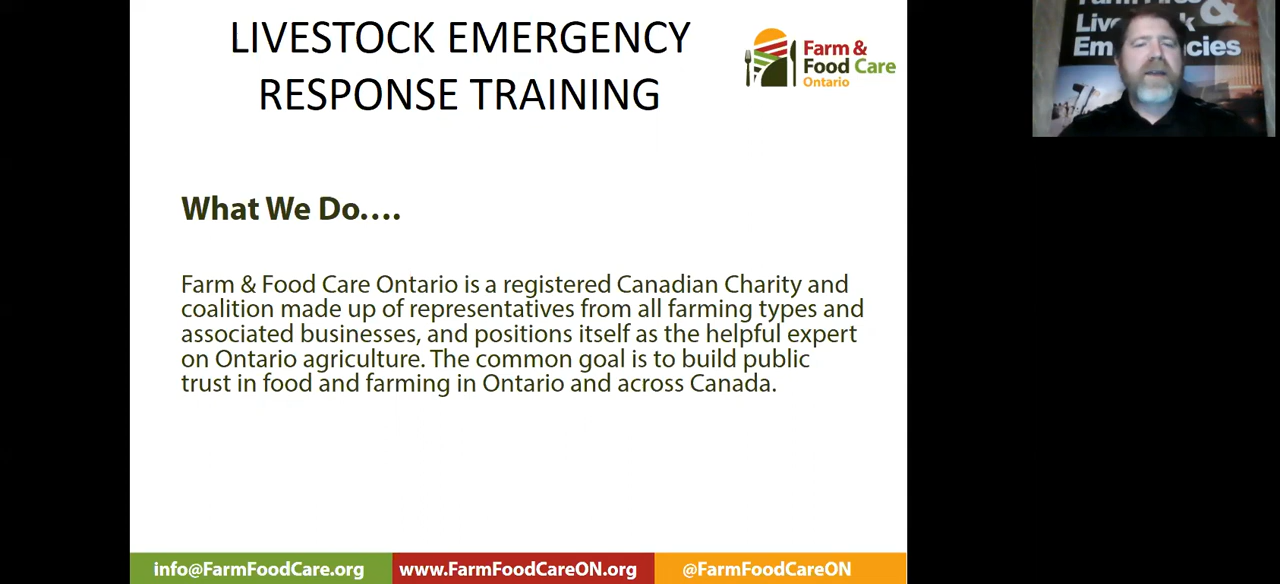 LIVESTOCK EMERGENCY
RESPONSE TRAINING
Farm &
Food Care
Ontario
What We Do….
Farm & Food Care Ontario is a registered Canadian Charity and
coalition made up of representatives from all farming types and
associated businesses, and positions itself as the helpful expert
on Ontario agriculture. The common goal is to build public
trust in food and farming in Ontario and across Canada.
info@FarmFoodCare.org
www.FarmFoodCareON.org
@FarmFoodCareON
&